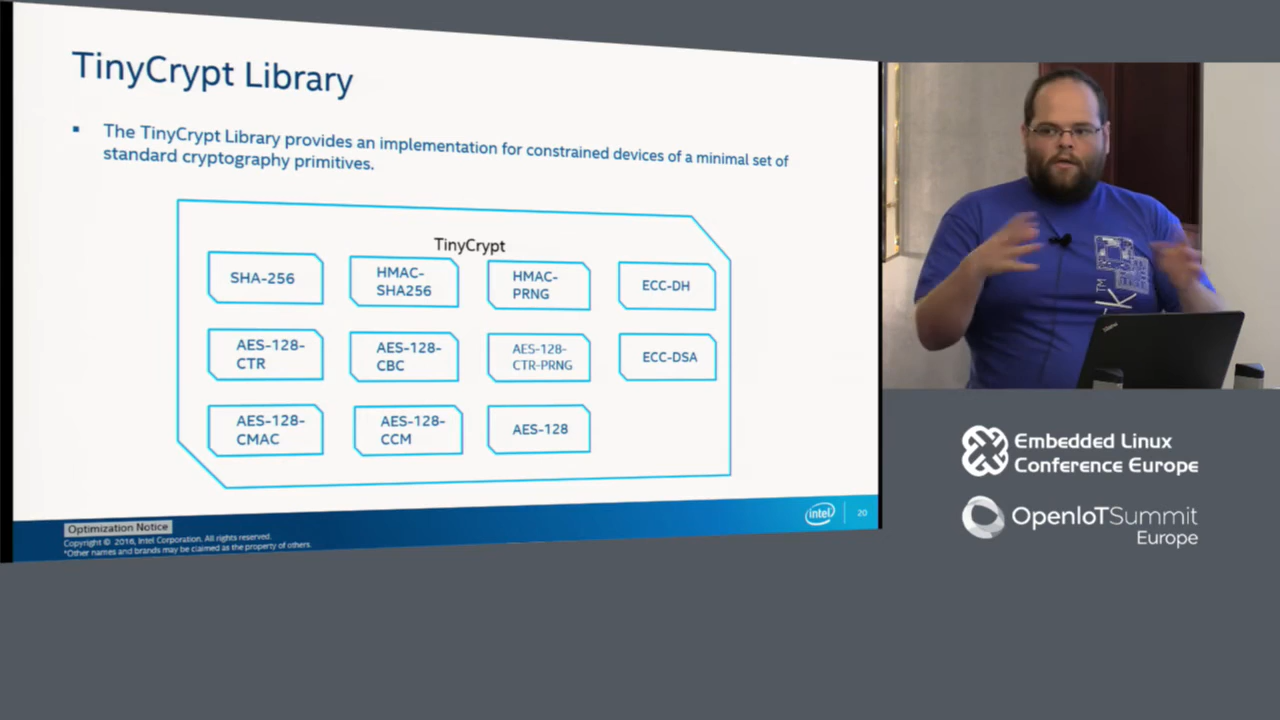 TinyCrypt Library
▪ The TinyCrypt Library provides an implementation for constrained devices of a minimal set of
standard cryptography primitives.
TinyCrypt
SHA-256
HMAC-
SHA256
HMAC-
PRNG
ECC-DH
AES-128-
CTR
AES-128-
CBC
AES-128-
CTR-PRNG
ECC-DSA
AES-128-
CMAC
AES-128-
CCM
AES-128
Optimization Notice
Copyright © 2016, Intel Corporation. All rights reserved.
*Other names and brands may be claimed as the property of others.
intel
20
Embedded Linux
Conference Europe
OpenIoTSummit
Europe